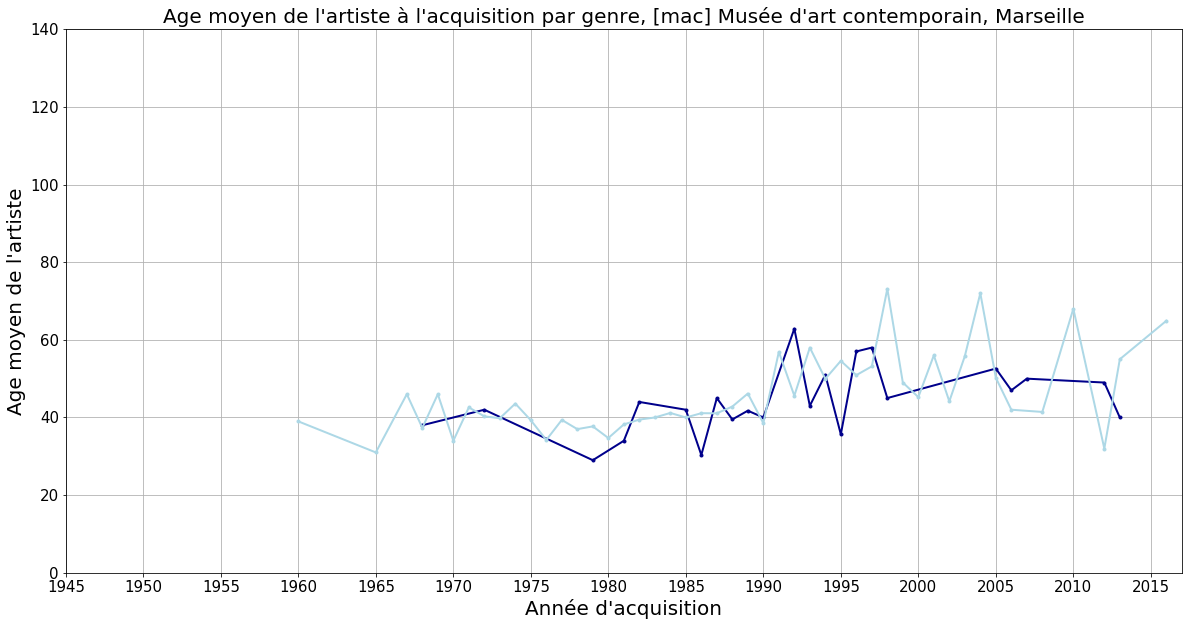 Age moyen de l'artiste à l'acquisition par genre, [mac] Musée d'art contemporain, Marseille
140
120
100
80
60
40
20
0
Age moyen de l'artiste
1945 1950 1955 1960 1965 1970 1975 1980 1985 1990 1995 2000 2005 2010 2015
Année d'acquisition